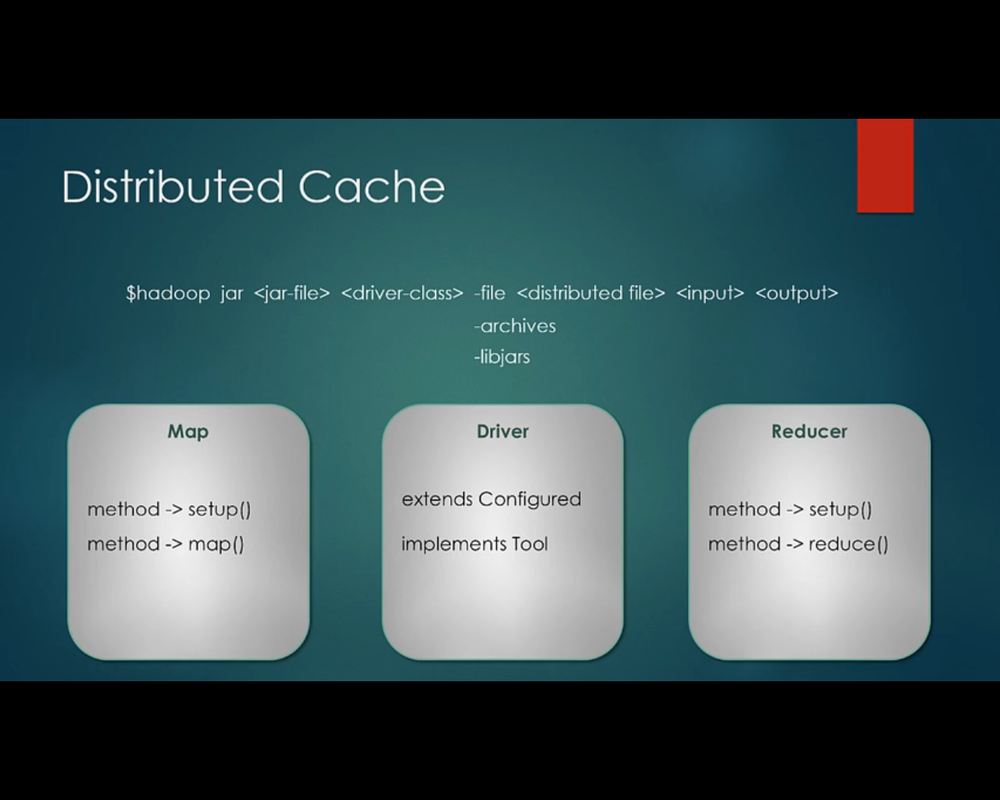 Distributed Cache
$hadoop jar <jar-file> <driver-class> -file <distributed file> <input> <output>
-archives
-libjars
Map
method -> setup()
method -> map()
Driver
extends Configured
implements Tool
Reducer
method -> setup()
method -> reduce()